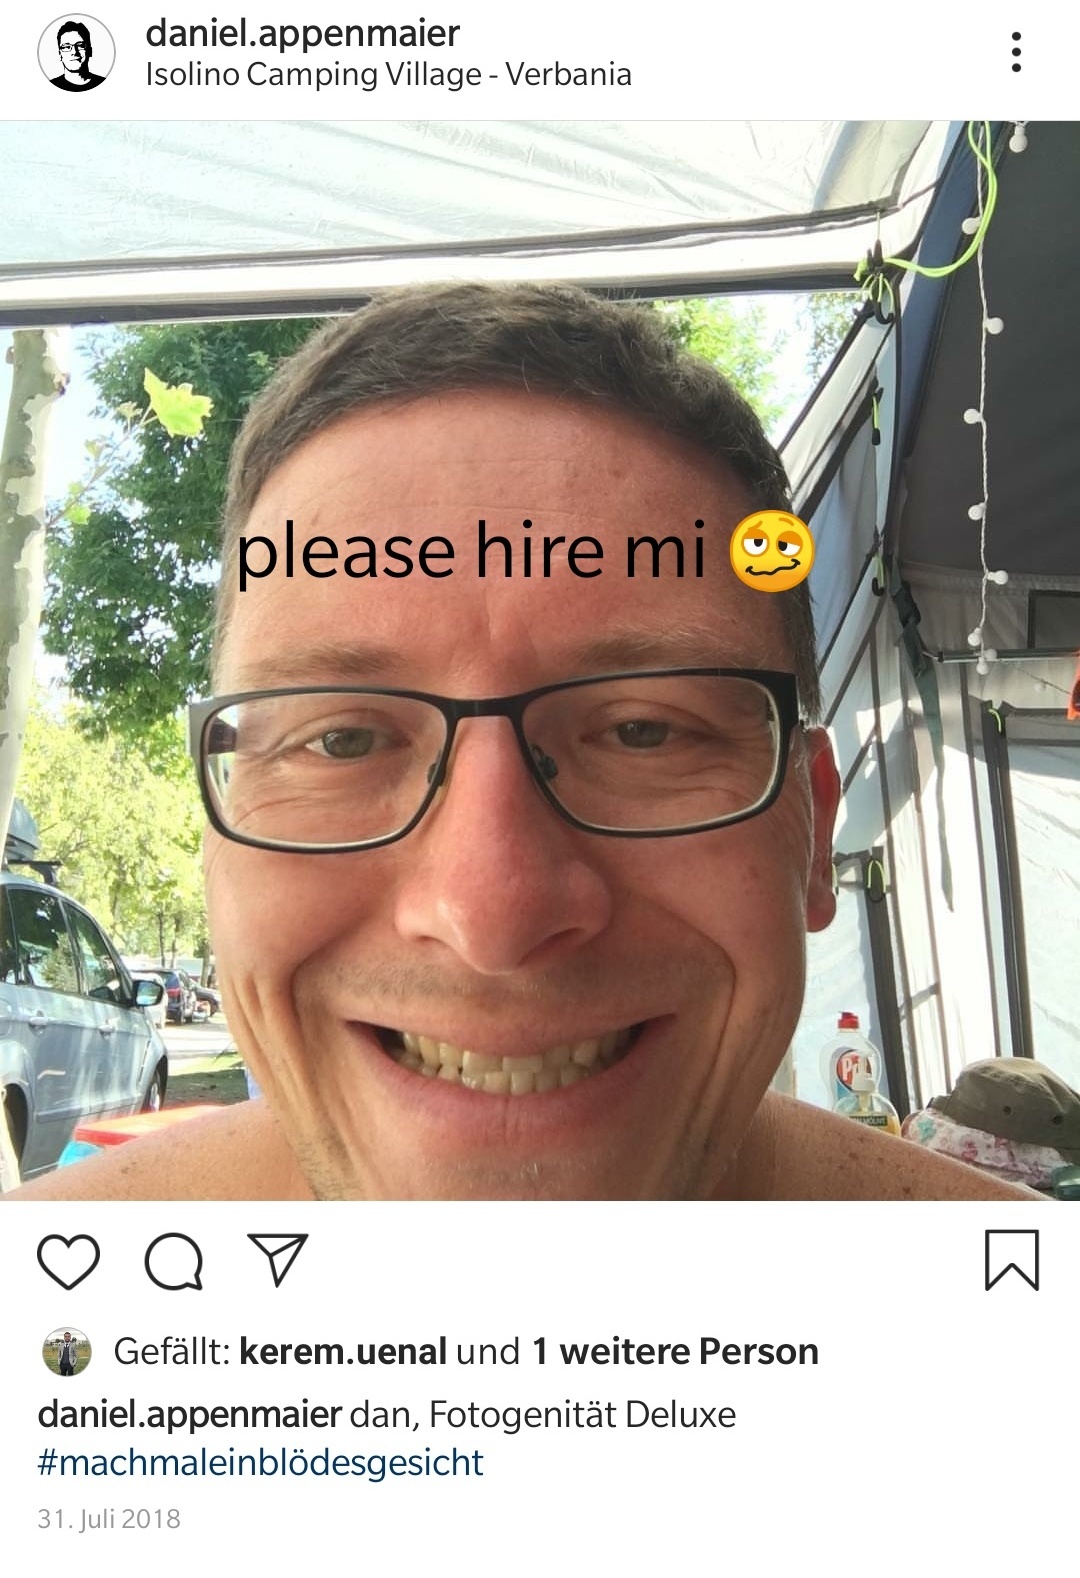 daniel.appenmaier
Isolino Camping Village - Verbania
please hire mi 🥴
Pril
Gefällt: kerem.uenal und 1 weitere Person
daniel.appenmaier dan, Fotogenität Deluxe
#machmaleinblödesgesicht
31. Juli 2018